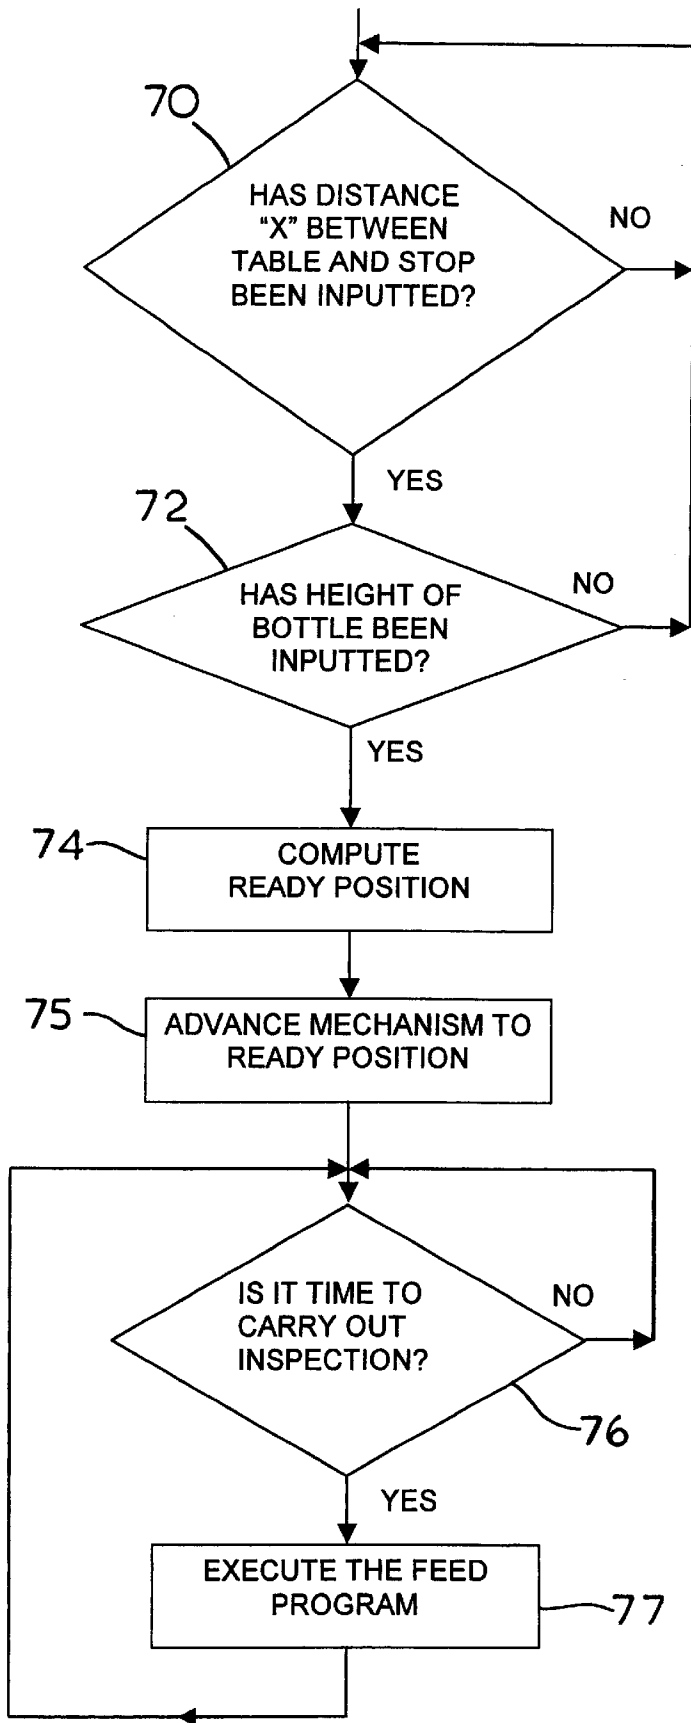 70
HAS DISTANCE
"X" BETWEEN
TABLE AND STOP
BEEN INPUTTED?
NO
YES
72
HAS HEIGHT OF
BOTTLE BEEN
INPUTTED?
NO
YES
74
COMPUTE
READY POSITION
75
ADVANCE MECHANISM TO
READY POSITION
IS IT TIME TO
CARRY OUT
INSPECTION?
NO
76
YES
EXECUTE THE FEED
PROGRAM
77